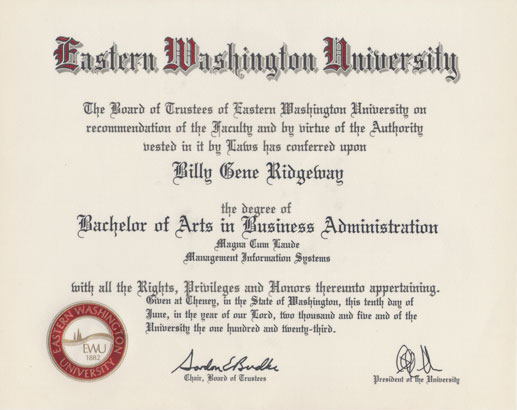 Eastern Washington University
The Board of Trustees of Eastern Washington University on
recommendation of the Faculty and by virtue of the Authority
vested in it by Laws has conferred upon
Billy Gene Ridgeway
the degree of
Bachelor of Arts in Business Administration
Magna Cum Laude
Management Information Systems
with all the Rights, Privileges and Honors thereunto appertaining.
Given at Cheney, in the State of Washington, this tenth day of
June, in the year of our Lord, two thousand and five and of the
University the one hundred and twenty-third.
EASTERN WASHINGTON
EWU
1882
UNIVERSITY
Chair, Board of Trustees
President of the University